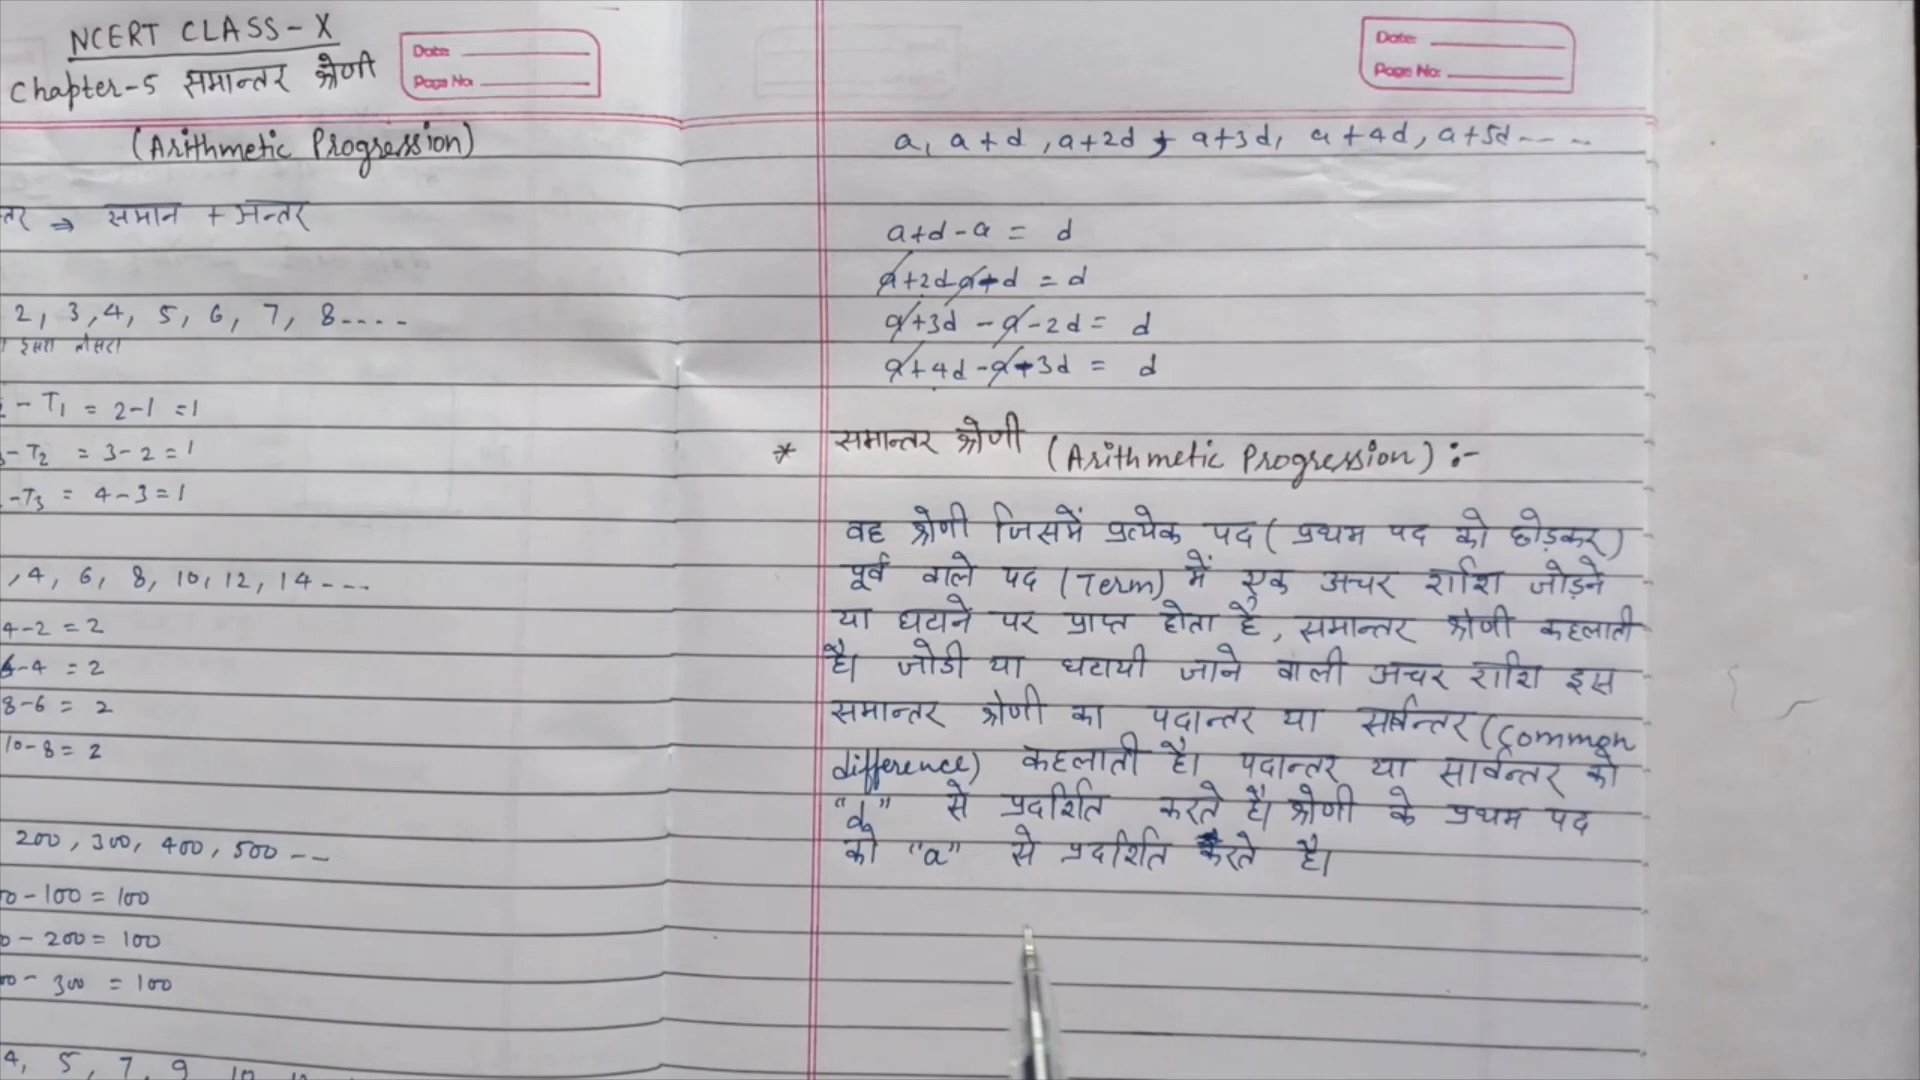 NCERT CLASS-X
Chapter-5 समान्तर श्रेणी
Date:
Page No:
(Arithmetic Progression)
⇒ समान + अन्तर
2, 3, 4, 5, 6, 7, 8....
दूसरा तीसरा
- T1 = 2-1 =1
- T2 = 3-2 =1
- T3 = 4-3 =1
, 4, 6, 8, 10, 12, 14---
4-2 = 2
6-4 = 2
8-6 = 2
10-8 = 2
200, 300, 400, 500 --
- 100 = 100
- 200 = 100
- 300 = 100
4, 5, 7, 9
Date:
Page No:
a, a+d, a+2d, a+3d, a+4d, a+5d----
a+d-a = d
a+2d-a-d = d
a+3d - a-2d = d
a+4d-a-3d = d
* समान्तर श्रेणी (Arithmetic Progression) :-
वह श्रेणी जिसमें प्रत्येक पद (प्रथम पद को छोड़कर)
पूर्व वाले पद (Term) में एक अचर राशि जोड़ने
या घटाने पर प्राप्त होता है, समान्तर श्रेणी कहलाती
है। जोडी या घटायी जाने वाली अचर राशि इस
समान्तर श्रेणी का पदान्तर या सर्वन्तर (common
difference) कहलाती है। पदान्तर या सार्वन्तर को
"d" से प्रदर्शित करते है। श्रेणी के प्रथम पद
को "a" से प्रदर्शित करते है।